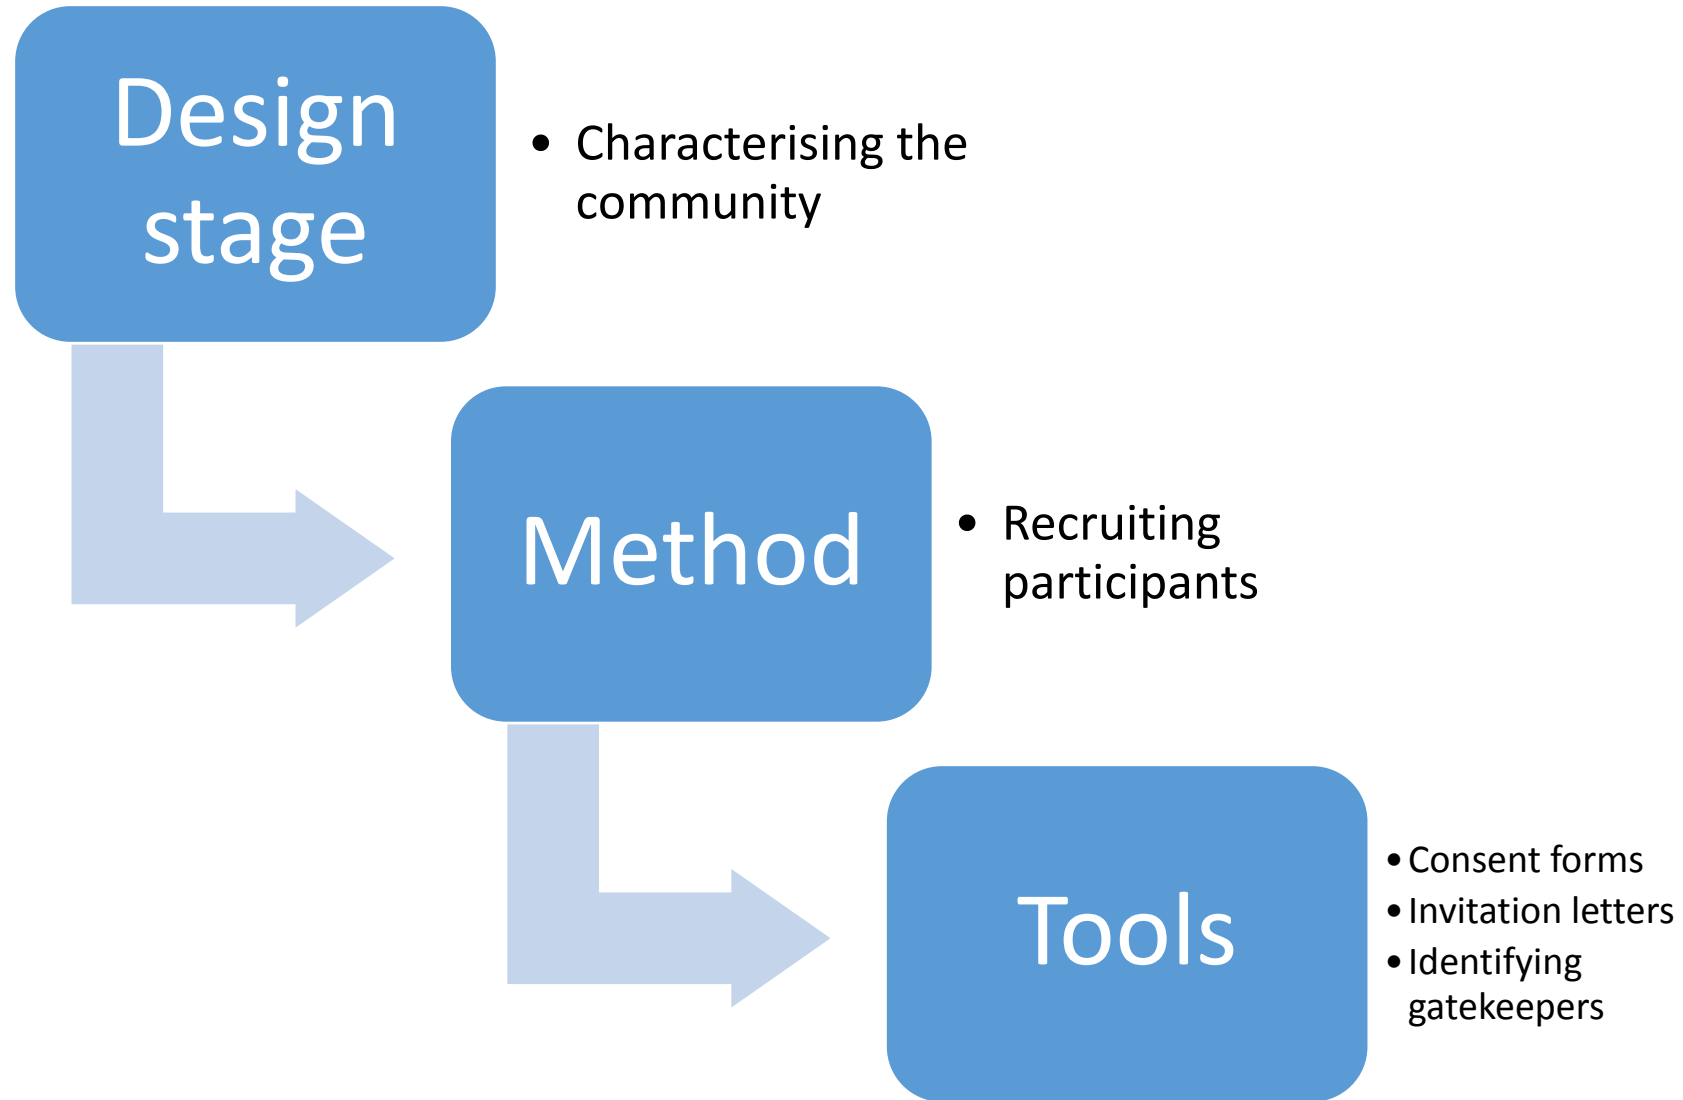 Design
stage
• Characterising the
community
Method
• Recruiting
participants
Tools
• Consent forms
• Invitation letters
• Identifying
gatekeepers